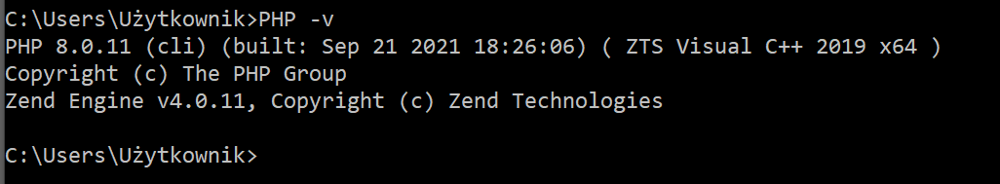 C:\Users\Użytkownik>PHP -v
PHP 8.0.11 (cli) (built: Sep 21 2021 18:26:06) ( ZTS Visual C++ 2019 x64 )
Copyright (c) The PHP Group
Zend Engine v4.0.11, Copyright (c) Zend Technologies
C:\Users\Użytkownik>